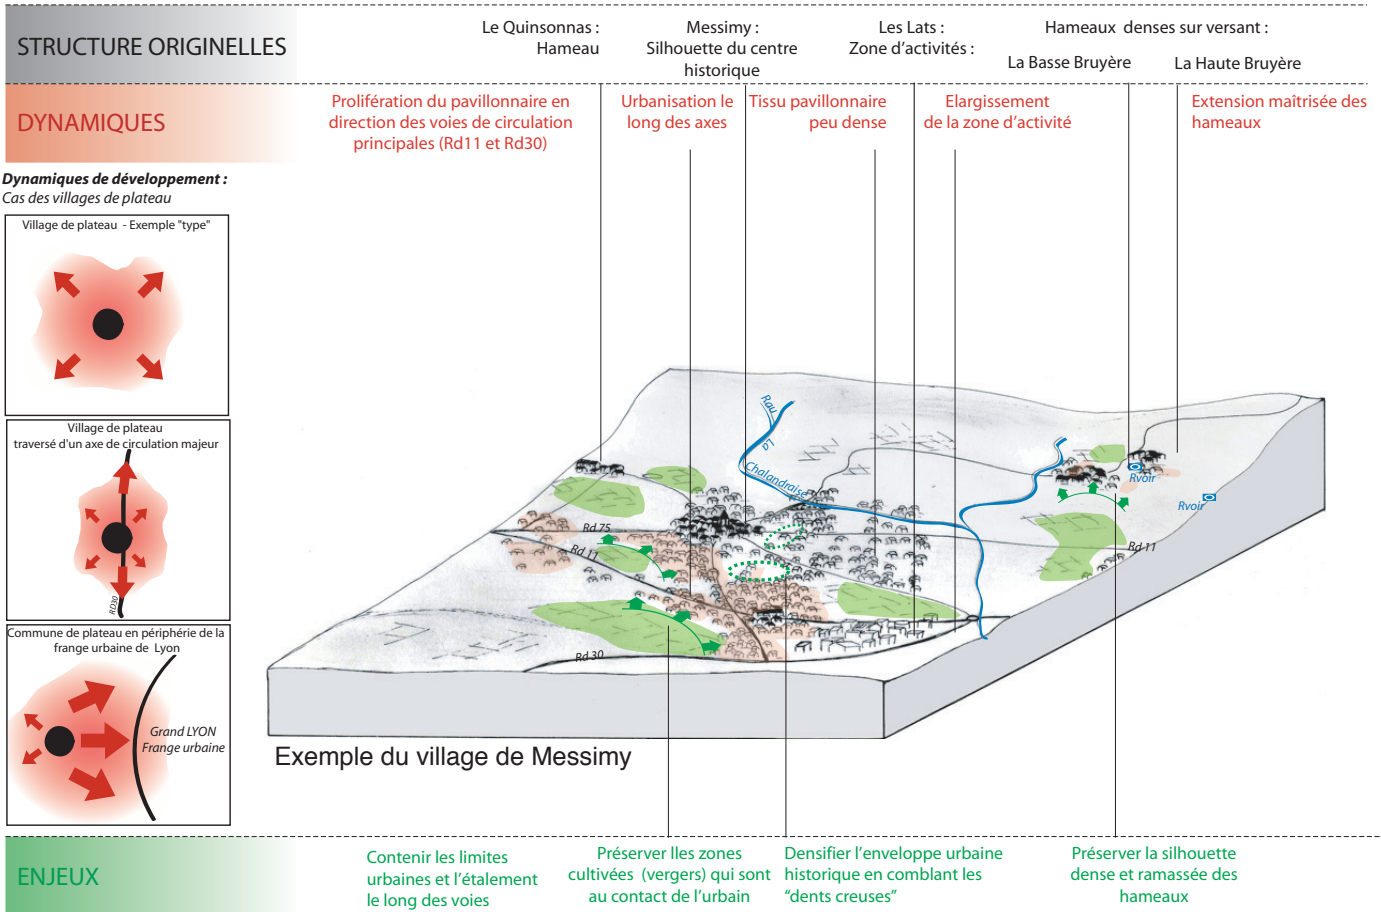 STRUCTURE ORIGINELLES
Le Quinsonnas :
Hameau
Messimy :
Silhouette du centre
historique
Les Lats :
Zone d'activités :
Hameaux denses sur versant :
La Basse Bruyère
La Haute Bruyère
DYNAMIQUES
Prolifération du pavillonnaire en
direction des voies de circulation
principales (Rd11 et Rd30)
Urbanisation le
long des axes
Tissu pavillonnaire
peu dense
Elargissement
de la zone d'activité
Extension maîtrisée des
hameaux
Dynamiques de développement :
Cas des villages de plateau
Village de plateau - Exemple "type"
Village de plateau
traversé d'un axe de circulation majeur
RD30
Commune de plateau en périphérie de la
frange urbaine de Lyon
Grand LYON
Frange urbaine
Rau
La
Chalandraise
Rvoir
Rvoir
Rd 75
Rd 11
Rd 11
Rd 30
Exemple du village de Messimy
ENJEUX
Contenir les limites
urbaines et l'étalement
le long des voies
Préserver lles zones
cultivées (vergers) qui sont
au contact de l'urbain
Densifier l'enveloppe urbaine
historique en comblant les
"dents creuses"
Préserver la silhouette
dense et ramassée des
hameaux